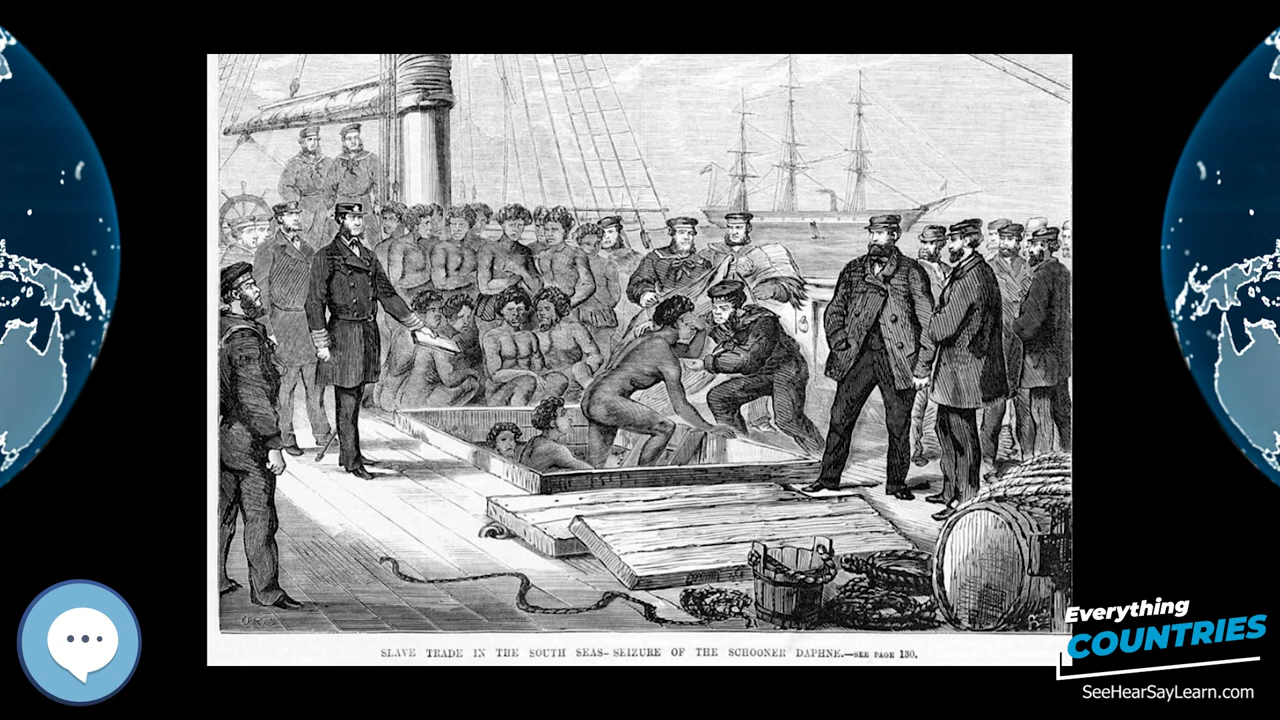 SLAVE TRADE IN THE SOUTH SEAS—SEIZURE OF THE SCHOONER DAPHNE.—SEE PAGE 130.
Everything
COUNTRIES
SeeHearSayLearn.com